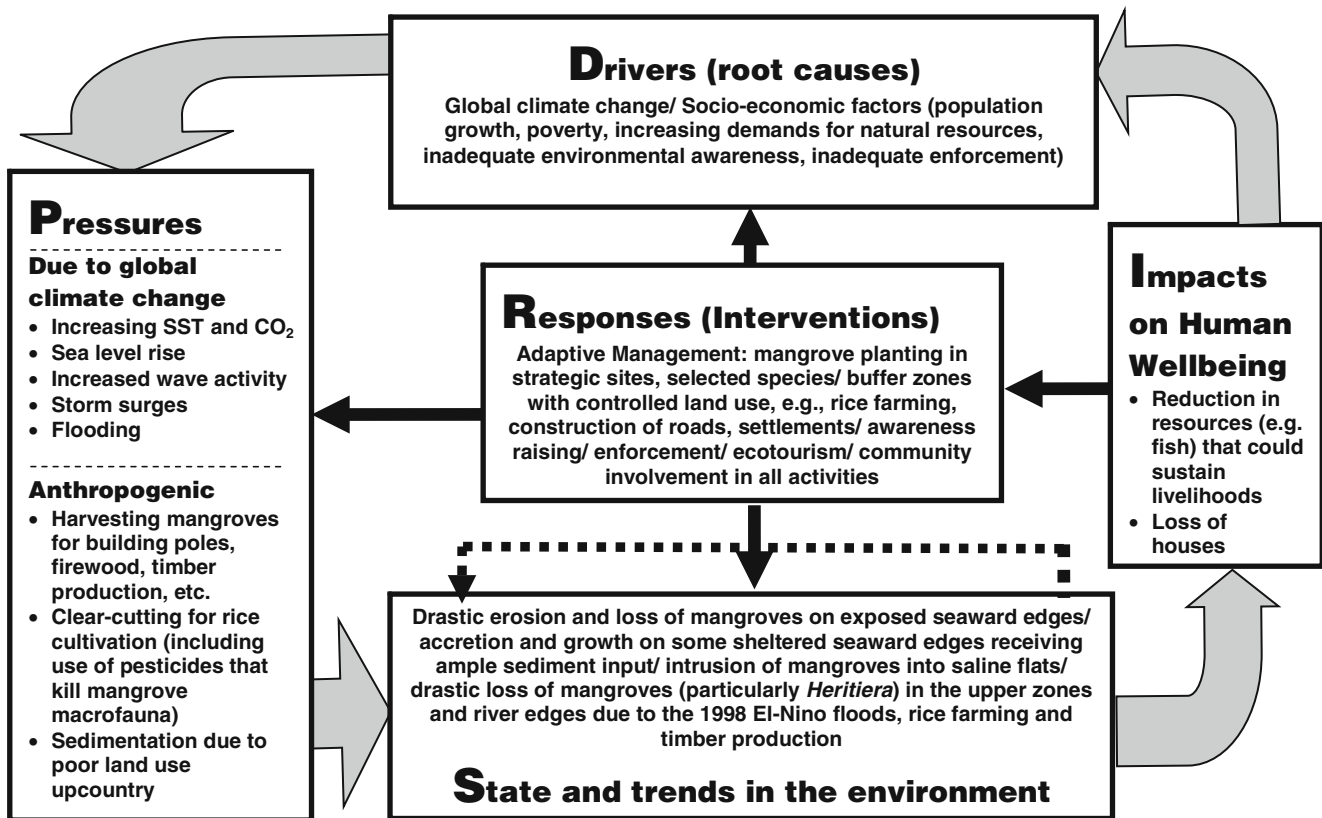 Drivers (root causes)
Global climate change/ Socio-economic factors (population
growth, poverty, increasing demands for natural resources,
inadequate environmental awareness, inadequate enforcement)
Pressures
Due to global
climate change
• Increasing SST and CO₂
• Sea level rise
• Increased wave activity
• Storm surges
• Flooding
Anthropogenic
• Harvesting mangroves
for building poles,
firewood, timber
production, etc.
• Clear-cutting for rice
cultivation (including
use of pesticides that
kill mangrove
macrofauna)
• Sedimentation due to
poor land use
upcountry
Responses (Interventions)
Adaptive Management: mangrove planting in
strategic sites, selected species/ buffer zones
with controlled land use, e.g., rice farming,
construction of roads, settlements/ awareness
raising/ enforcement/ ecotourism/ community
involvement in all activities
Impacts
on Human
Wellbeing
• Reduction in
resources (e.g.
fish) that could
sustain
livelihoods
• Loss of
houses
Drastic erosion and loss of mangroves on exposed seaward edges/
accretion and growth on some sheltered seaward edges receiving
ample sediment input/ intrusion of mangroves into saline flats/
drastic loss of mangroves (particularly Heritiera) in the upper zones
and river edges due to the 1998 El-Nino floods, rice farming and
timber production
State and trends in the environment